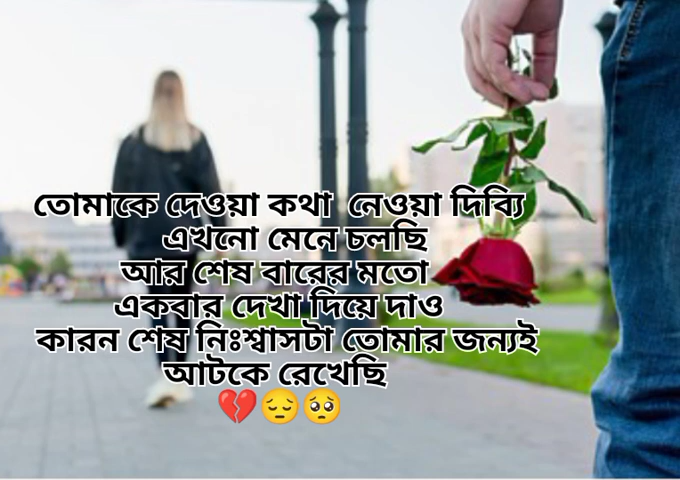 তোমাকে দেওয়া কথা নেওয়া দিব্যি
এখনো মেনে চলছি
আর শেষ বারের মতো
একবার দেখা দিয়ে দাও
কারন শেষ নিঃশ্বাসটা তোমার জন্যই
আটকে রেখেছি
💔😔🥺